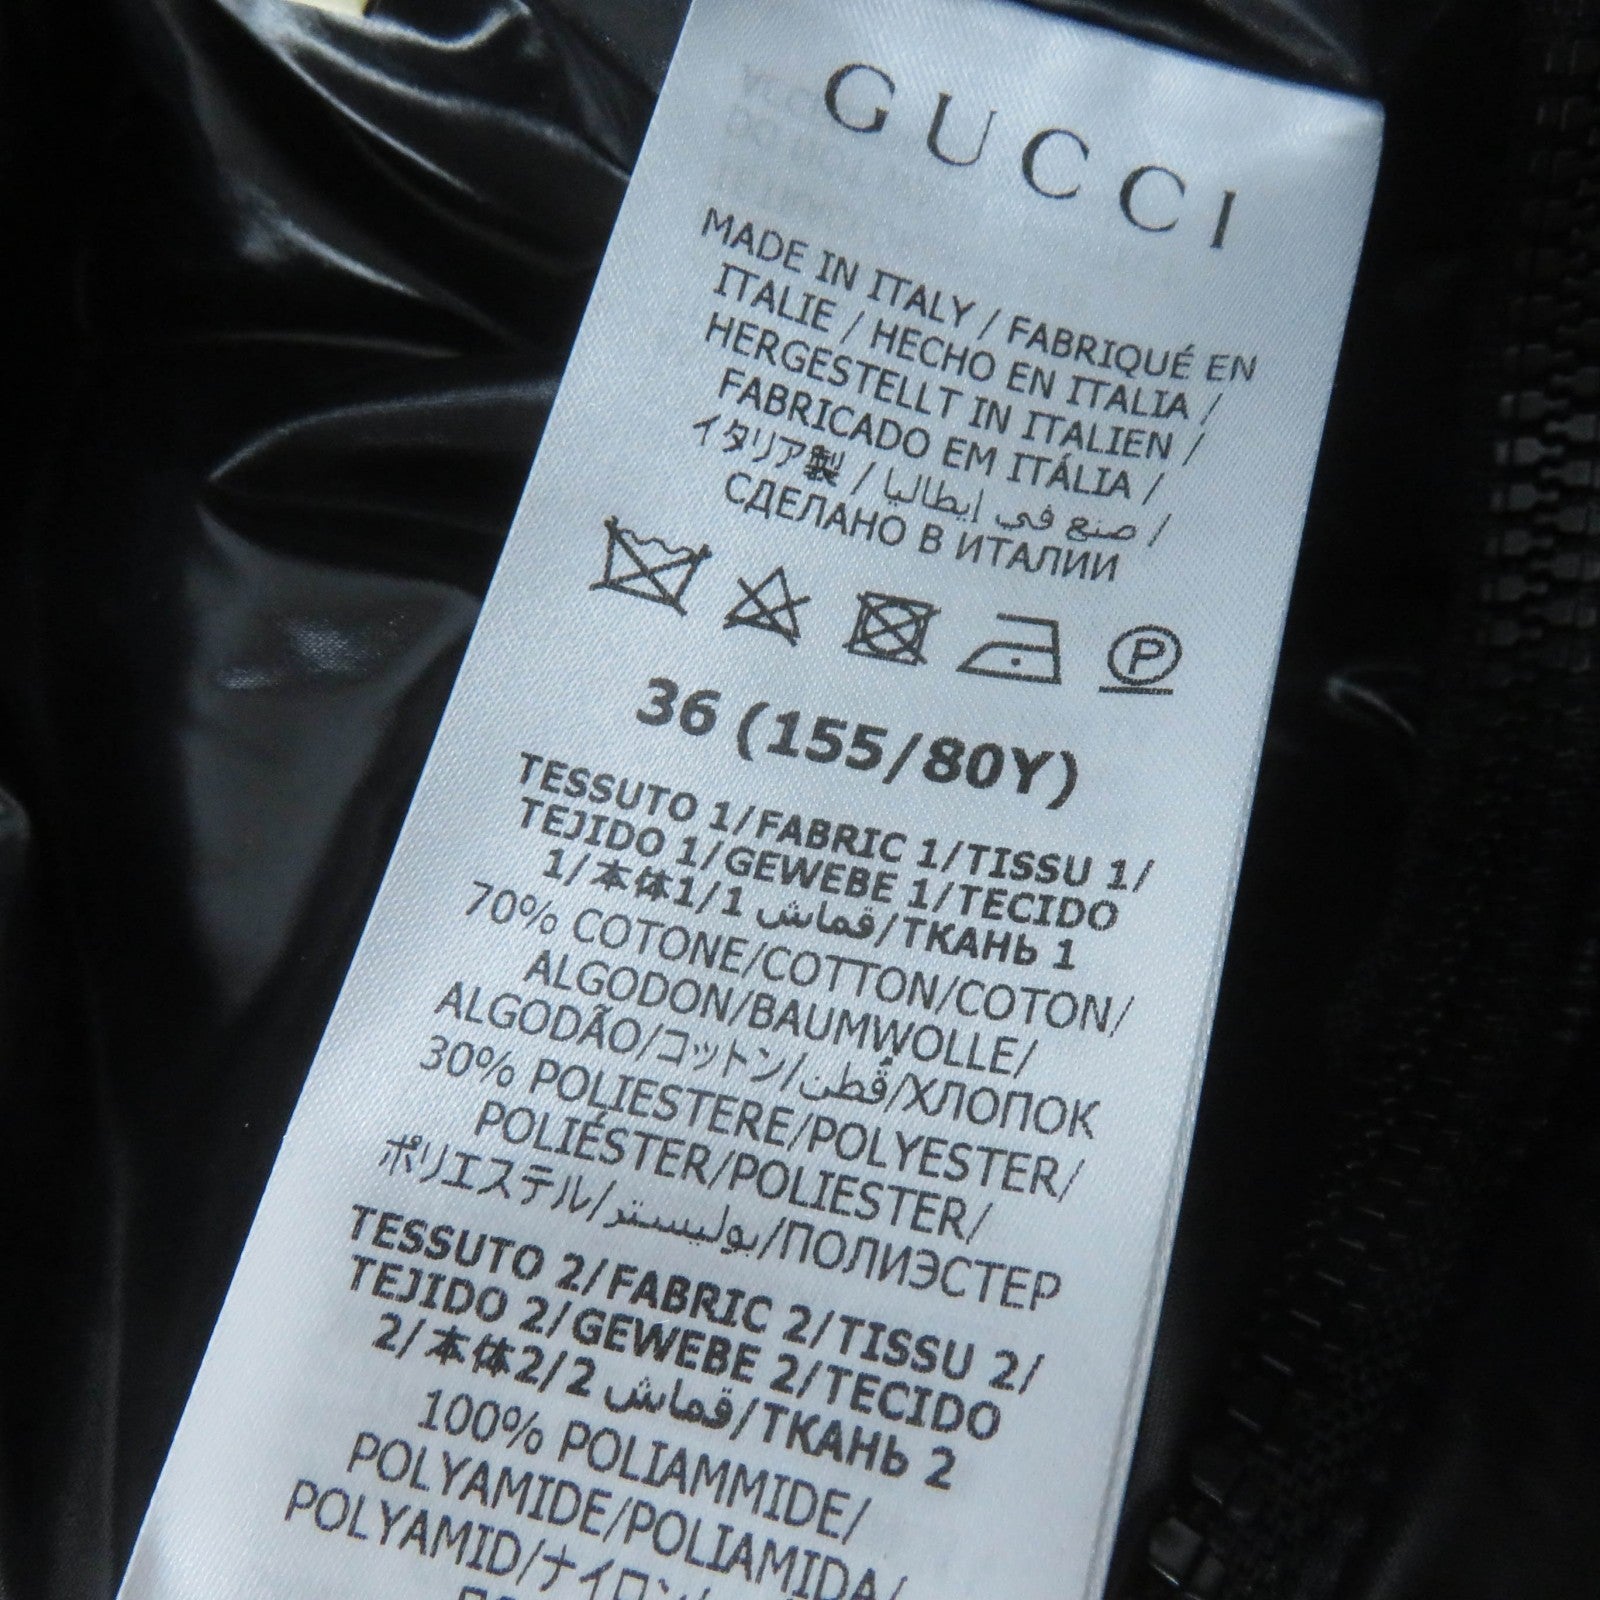 GUCCI
MADE IN ITALY / FABRIQUÉ EN
ITALIE / HECHO EN ITALIA /
HERGESTELLT IN ITALIEN /
FABRICADO EM ITÁLIA /
イタリア製 / صنع في إيطاليا /
СДЕЛАНО В ИТАЛИИ
P
36 (155/80Y)
TESSUTO 1/FABRIC 1/TISSU 1/
TEJIDO 1/GEWEBE 1/TECIDO
1/本体1/1 قماش/ТКАНЬ 1
70% COTONE/COTTON/COTON/
ALGODON/BAUMWOLLE/
ALGODÃO/コットン/قطن/ХЛОПОК
30% POLIESTERE/POLYESTER/
POLIÉSTER/POLIESTER/
ポリエステル/بوليستر/ПОЛИЭСТЕР
TESSUTO 2/FABRIC 2/TISSU 2/
TEJIDO 2/GEWEBE 2/TECIDO
2/本体2/2 قماش/ТКАНЬ 2
100% POLIAMMIDE/
POLYAMIDE/POLIAMIDA/
POLYAMID/ナイロン/